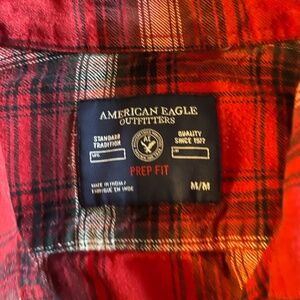 AMERICAN EAGLE
OUTFITTERS
STANDARD
TRADITION
QUALITY
SINCE 1977
PREP FIT
MADE IN INDIA/
FABRIQUÉ EN INDE
M/M